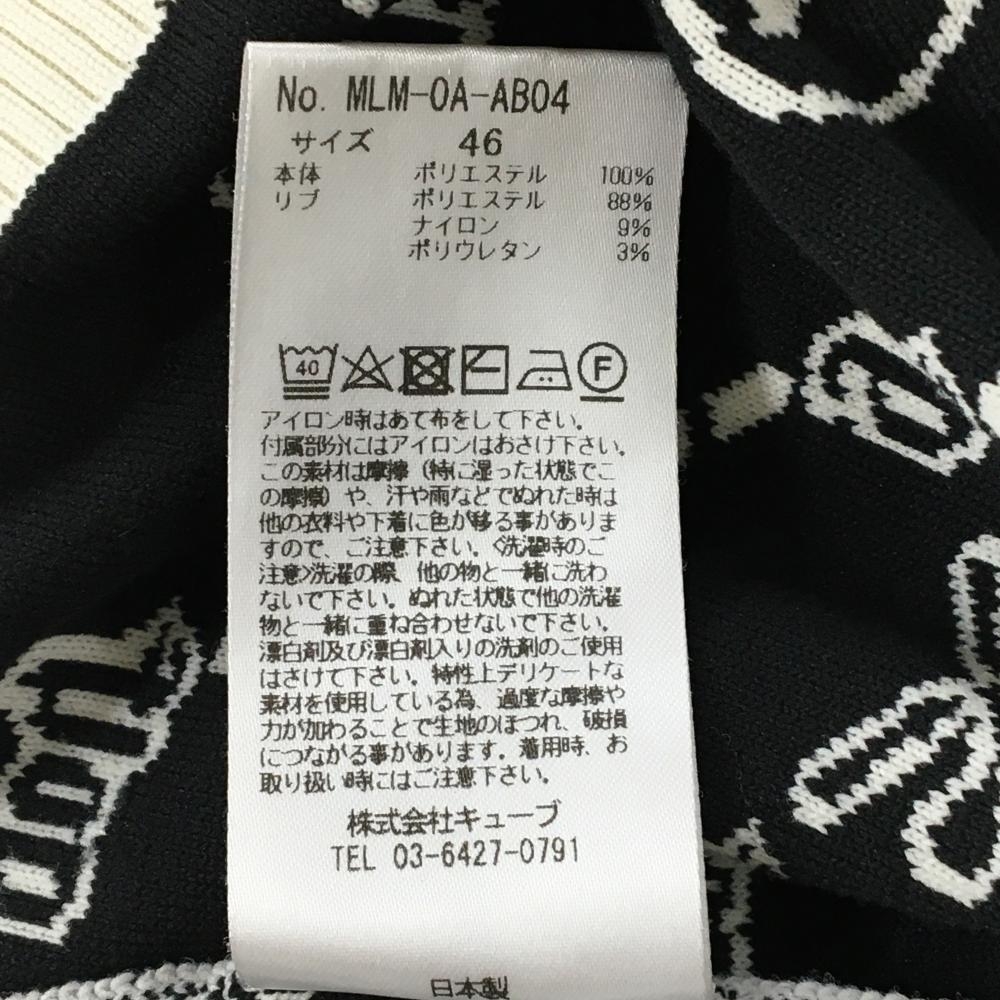 No. MLM-0A-AB04
サイズ 46
本体 ポリエステル 100%
リブ ポリエステル 88%
ナイロン 9%
ポリウレタン 3%
40 F
アイロン時はあて布をして下さい。
付属部分にはアイロンはおさけ下さい。
この素材は摩擦（特に湿った状態でこ
の摩擦）や、汗や雨などでぬれた時は
他の衣料や下着に色が移る事がありま
すので、ご注意下さい。<洗濯時のご
注意>洗濯の際、他の物と一緒に洗わ
ないで下さい。ぬれた状態で他の洗濯
物と一緒に重ね合わせないで下さい。
漂白剤及び漂白剤入りの洗剤のご使用
はさけて下さい。特性上デリケートな
素材を使用している為、過度な摩擦や
力が加わることで生地のほつれ、破損
につながる事があります。着用時、お
取り扱い時にはご注意下さい。
株式会社キューブ
TEL 03-6427-0791
日本製